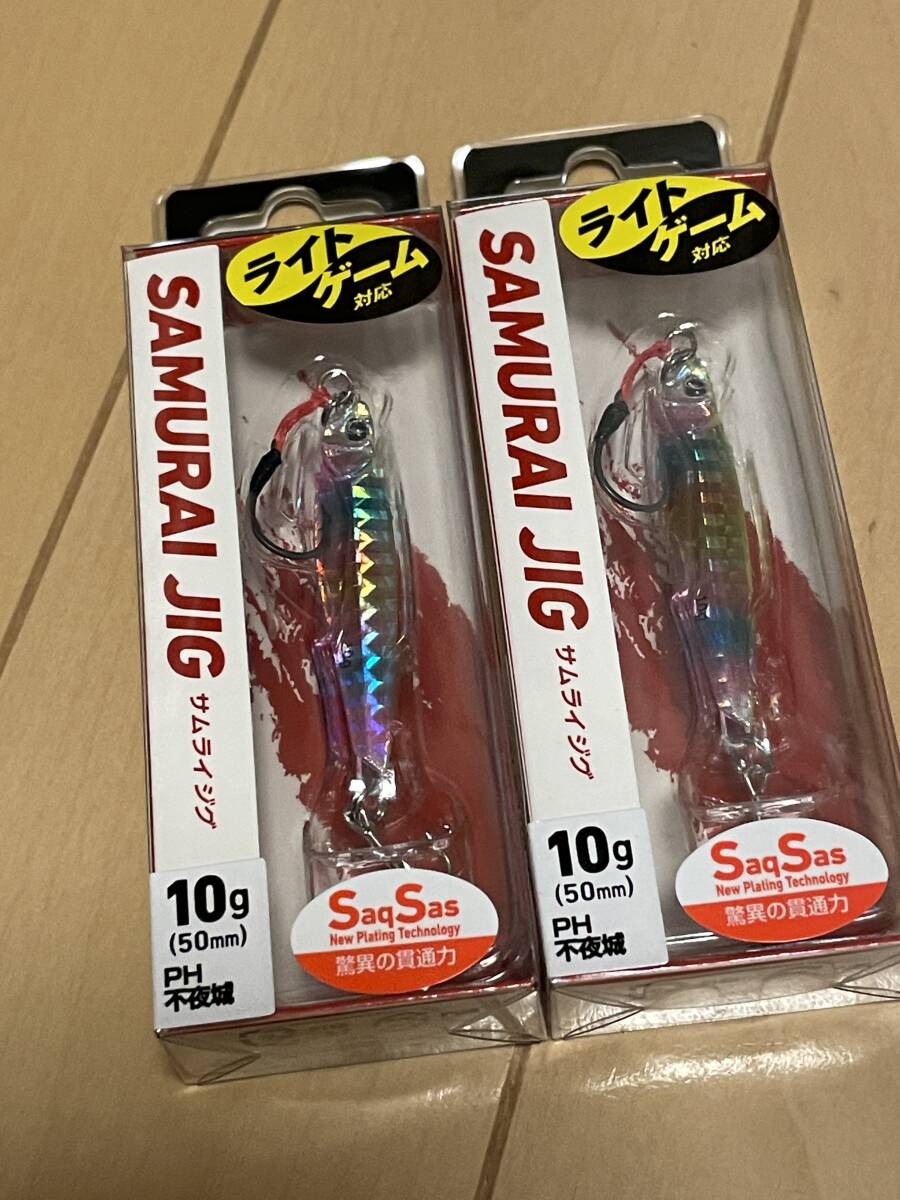 ライト
ゲーム
対応
SAMURAI JIG サムライジグ
10g
(50mm)
PH
不夜城
SaqSas
New Plating Technology
驚異の貫通力
ライト
ゲーム
対応
SAMURAI JIG サムライジグ
10g
(50mm)
PH
不夜城
SaqSas
New Plating Technology
驚異の貫通力